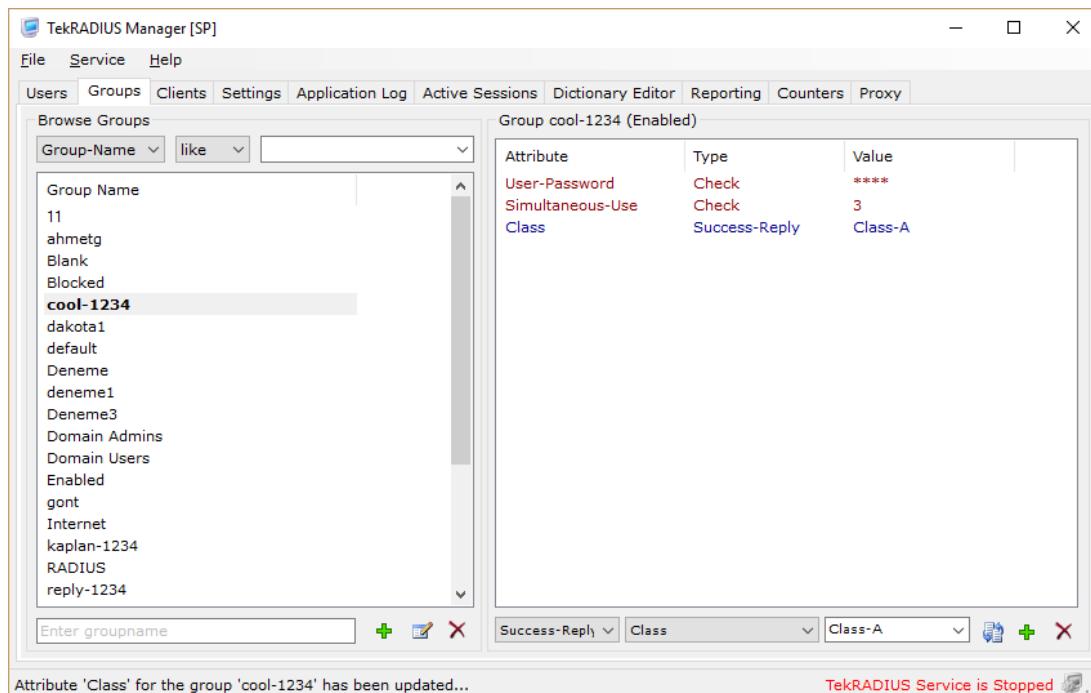 TekRADIUS Manager [SP]
File Service Help
Users Groups Clients Settings Application Log Active Sessions Dictionary Editor Reporting Counters Proxy
Browse Groups
Group-Name like
Group Name
11
ahmetg
Blank
Blocked
cool-1234
dakota1
default
Deneme
deneme1
Deneme3
Domain Admins
Domain Users
Enabled
gont
Internet
kaplan-1234
RADIUS
reply-1234
Enter groupname
Group cool-1234 (Enabled)
Attribute Type Value
User-Password Check ****
Simultaneous-Use Check 3
Class Success-Reply Class-A
Success-Repl Class Class-A
Attribute 'Class' for the group 'cool-1234' has been updated... TekRADIUS Service is Stopped